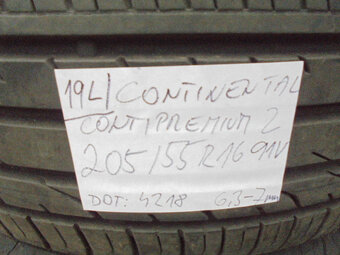 19L/CONTINENTAL
CONTIPREMIUM 2
205/55 R16 91V
DOT: 4218 6,3-7mm